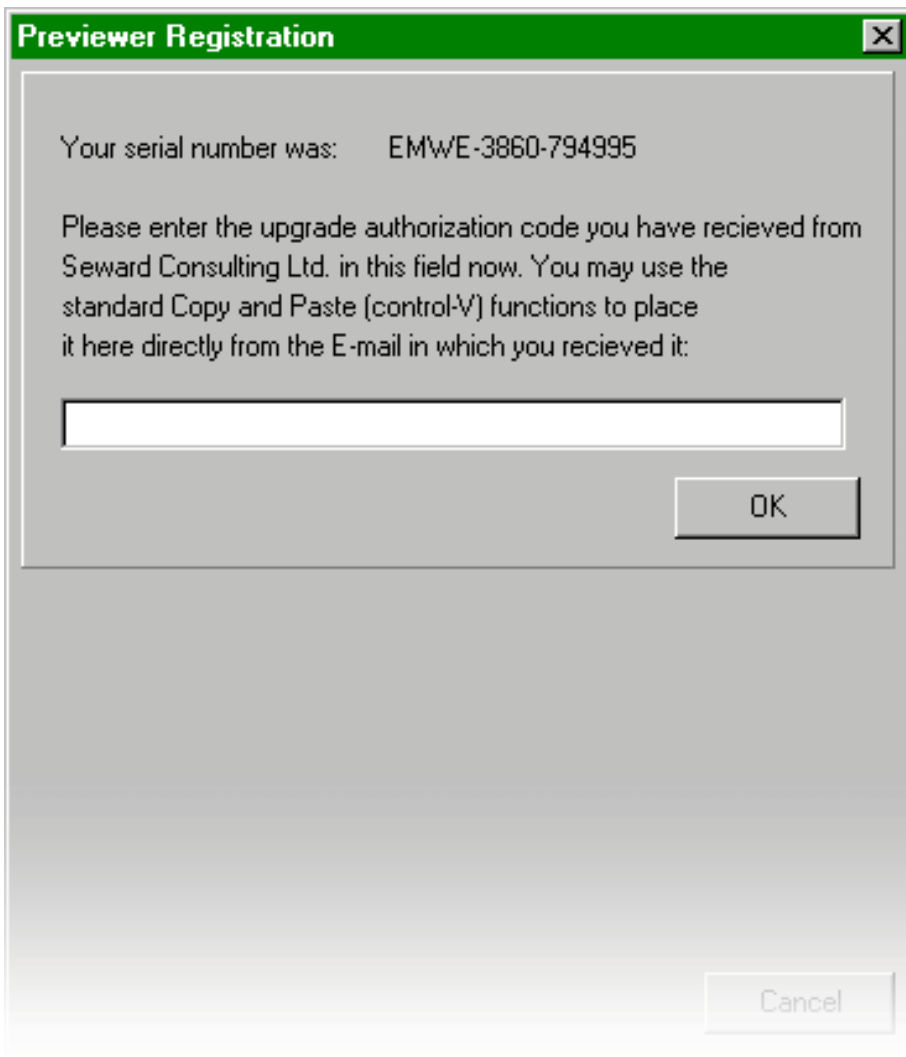 Previewer Registration
Your serial number was: EMWE-3860-794995
Please enter the upgrade authorization code you have recieved from
Seward Consulting Ltd. in this field now. You may use the
standard Copy and Paste (control-V) functions to place
it here directly from the E-mail in which you recieved it:
OK
Cancel